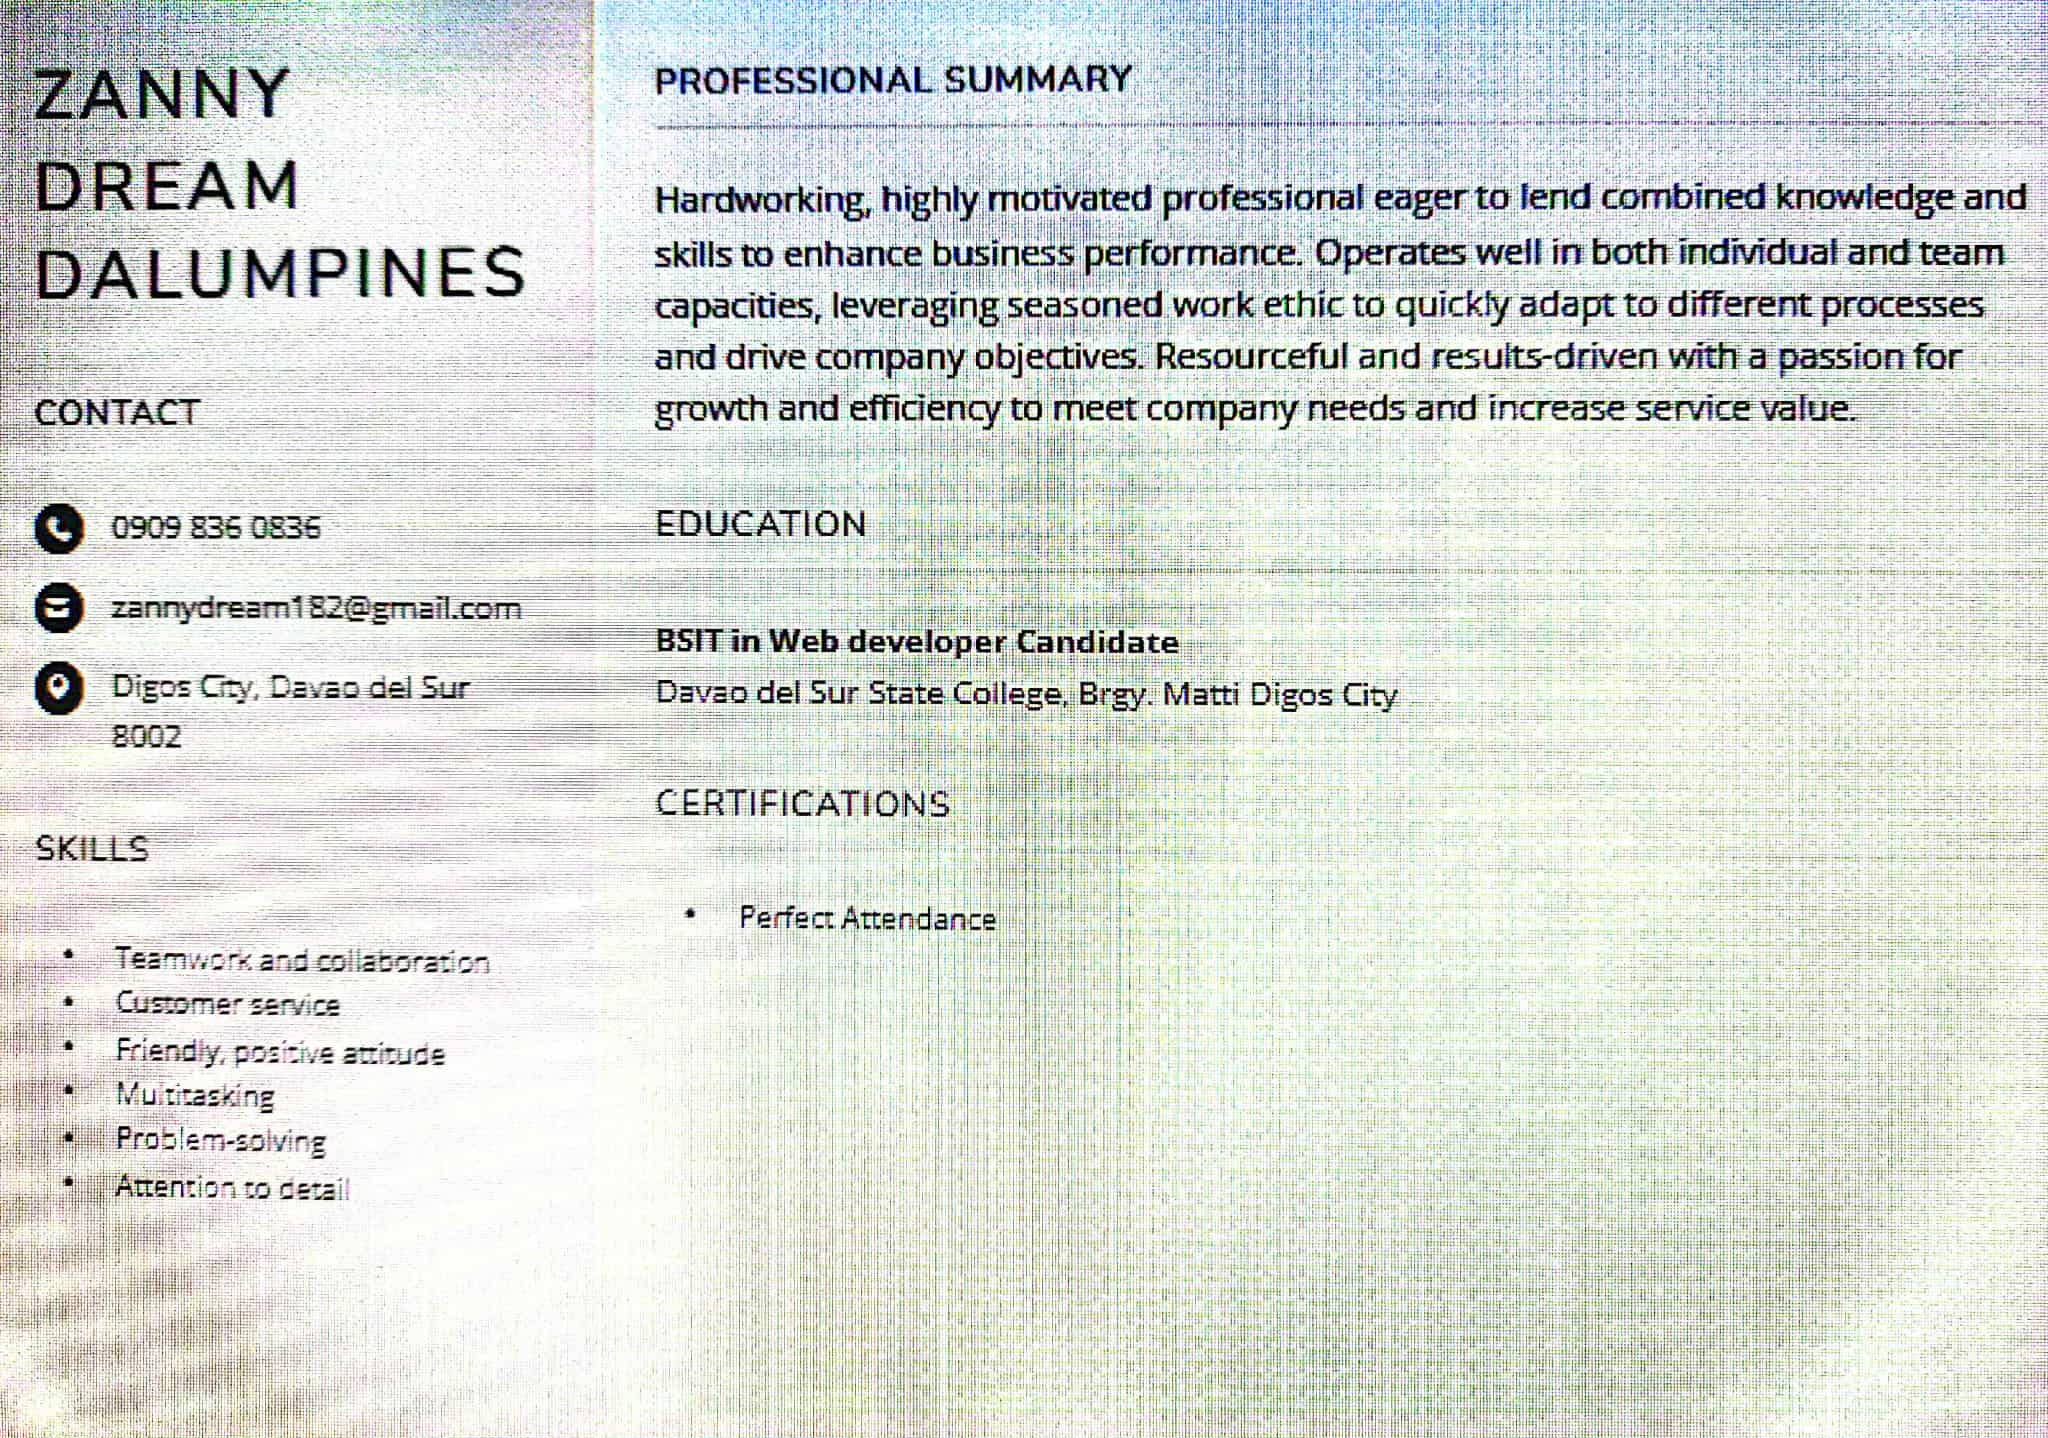 ZANNY
DREAM
DALUMPINES
CONTACT
0909 836 0836
zannydream182@gmail.com
Digos City, Davao del Sur
8002
SKILLS
• Teamwork and collaboration
• Customer service
• Friendly, positive attitude
• Multitasking
• Problem-solving
• Attention to detail
PROFESSIONAL SUMMARY
Hardworking, highly motivated professional eager to lend combined knowledge and
skills to enhance business performance. Operates well in both individual and team
capacities, leveraging seasoned work ethic to quickly adapt to different processes
and drive company objectives. Resourceful and results-driven with a passion for
growth and efficiency to meet company needs and increase service value.
EDUCATION
BSIT in Web developer Candidate
Davao del Sur State College, Brgy. Matti Digos City
CERTIFICATIONS
• Perfect Attendance